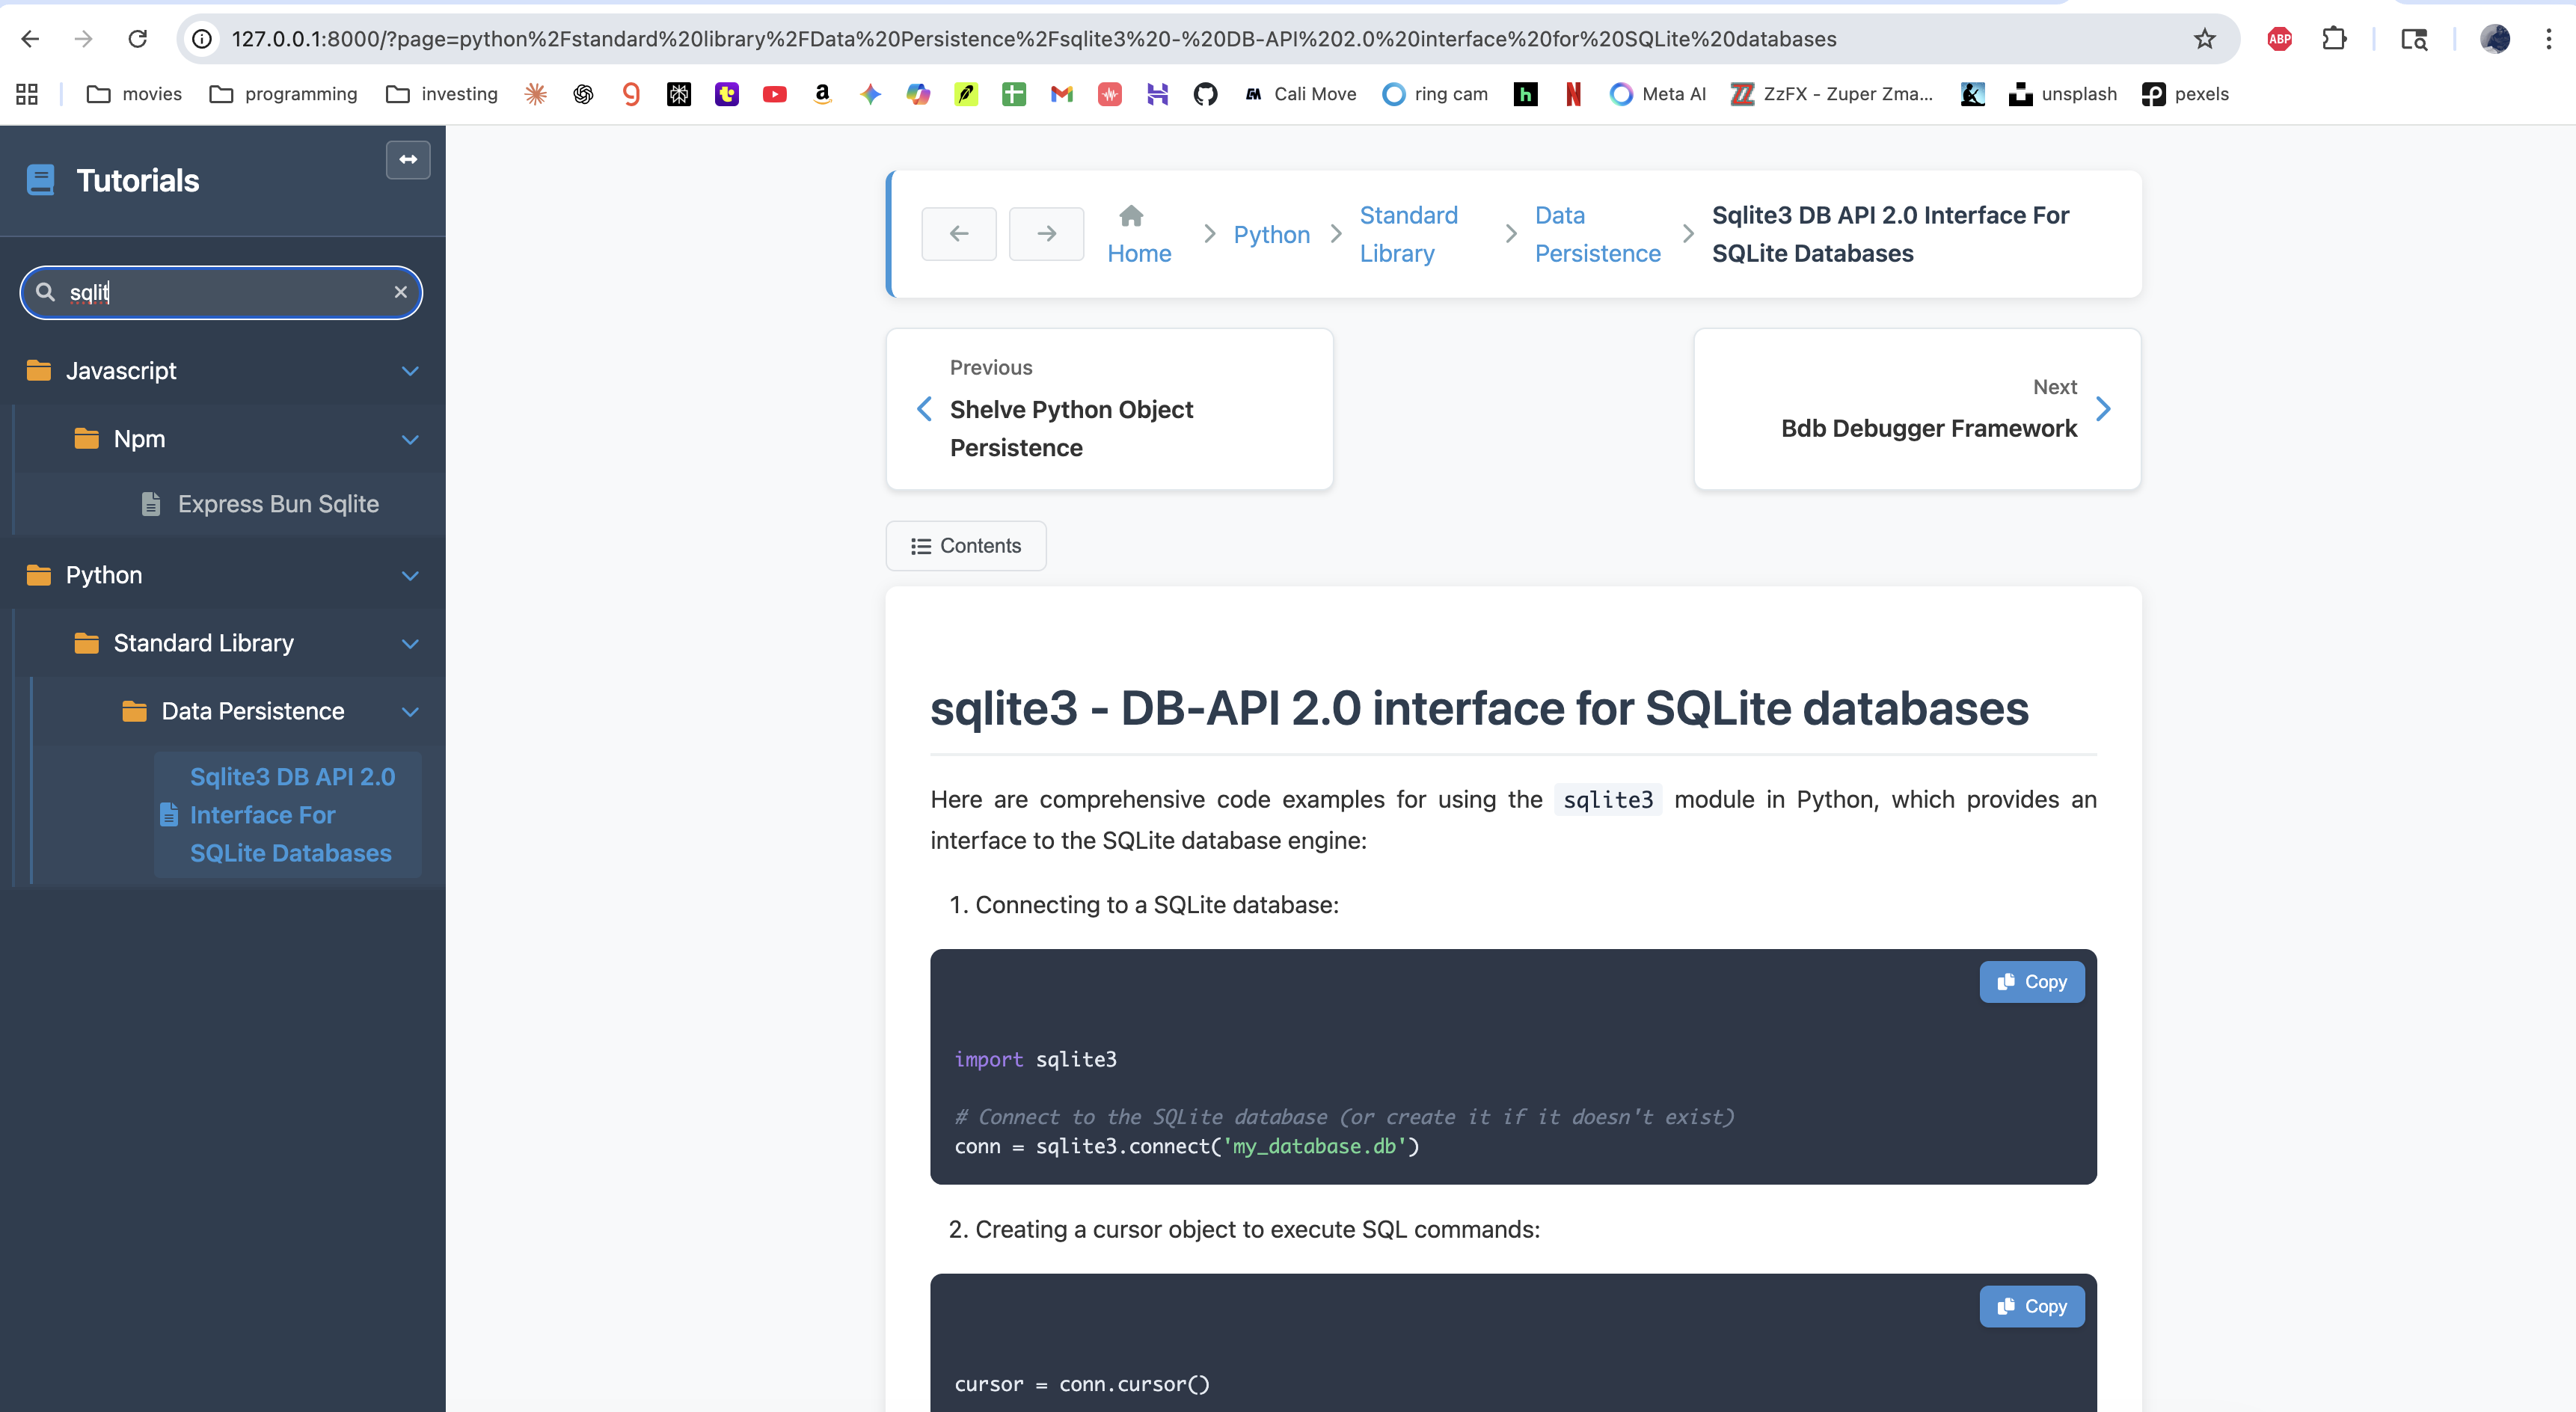 127.0.0.1:8000/?page=python%2Fstandard%20library%2FData%20Persistence%2Fsqlite3%20-%20DB-API%202.0%20interface%20for%20SQLite%20databases
ABP
movies
programming
investing
Cali Move
ring cam
Meta AI
ZzFX - Zuper Zma...
unsplash
pexels
Tutorials
sqlit
Javascript
Npm
Express Bun Sqlite
Python
Standard Library
Data Persistence
Sqlite3 DB API 2.0
Interface For
SQLite Databases
Home
Python
Standard
Library
Data
Persistence
Sqlite3 DB API 2.0 Interface For
SQLite Databases
Previous
Shelve Python Object
Persistence
Next
Bdb Debugger Framework
Contents
sqlite3 - DB-API 2.0 interface for SQLite databases
Here are comprehensive code examples for using the sqlite3 module in Python, which provides an
interface to the SQLite database engine:
1. Connecting to a SQLite database:
Copy
import sqlite3
# Connect to the SQLite database (or create it if it doesn't exist)
conn = sqlite3.connect('my_database.db')
2. Creating a cursor object to execute SQL commands:
Copy
cursor = conn.cursor()